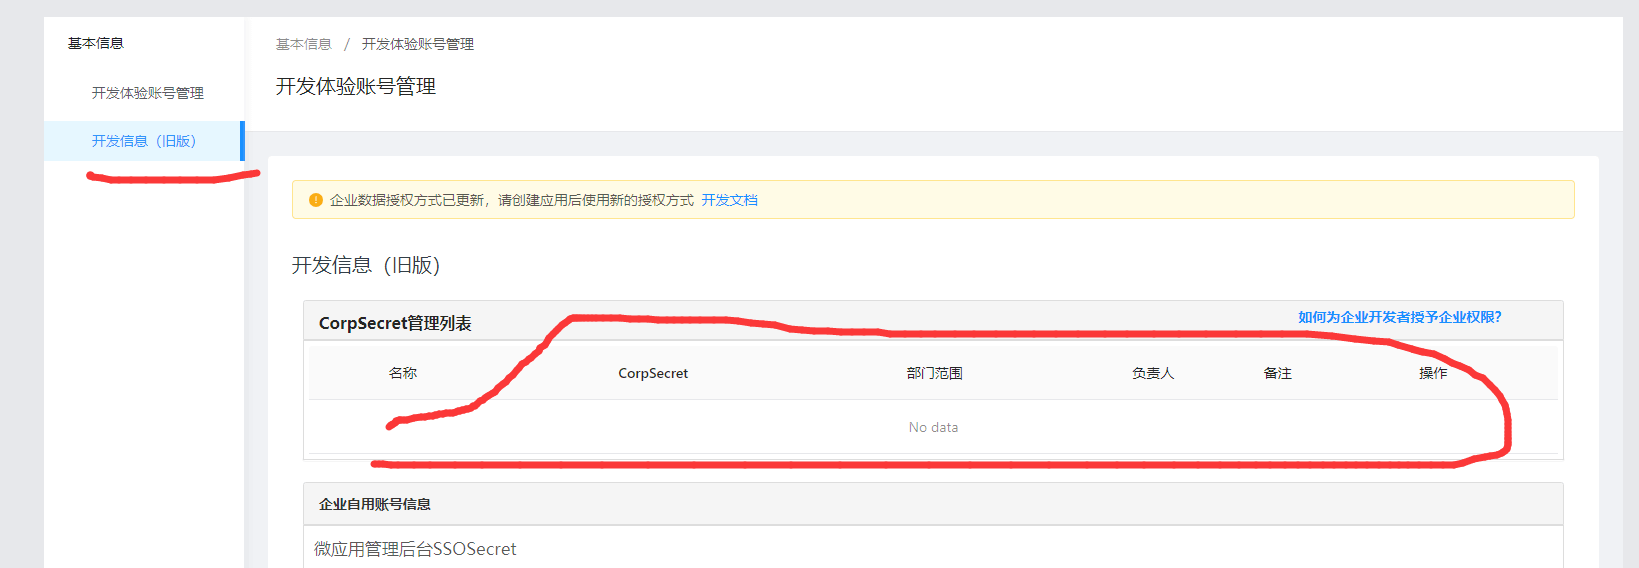 基本信息
开发体验账号管理
开发信息（旧版）
基本信息 / 开发体验账号管理
开发体验账号管理
企业数据授权方式已更新，请创建应用后使用新的授权方式 开发文档
开发信息（旧版）
CorpSecret管理列表 如何为企业开发者授予企业权限?
名称 CorpSecret 部门范围 负责人 备注 操作
No data
企业自用账号信息
微应用管理后台SSOSecret